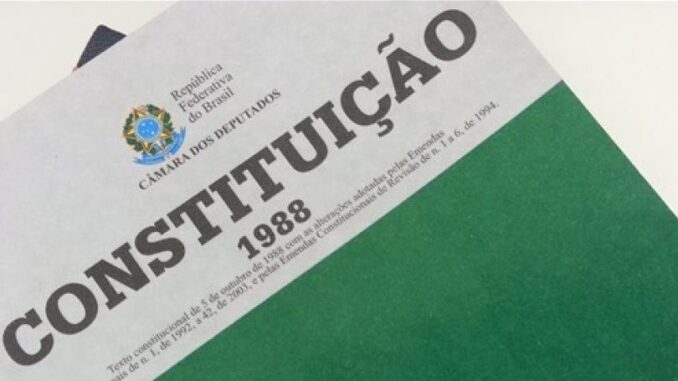 República
Federativa
do Brasil
CÂMARA DOS DEPUTADOS
CONSTITUIÇÃO
1988
Texto constitucional de 5 de outubro de 1988 com as alterações adotadas pelas Emendas
ais de n. 1, de 1992, a 42, de 2003, e pelas Emendas Constitucionais de Revisão de n. 1 a 6, de 1994.